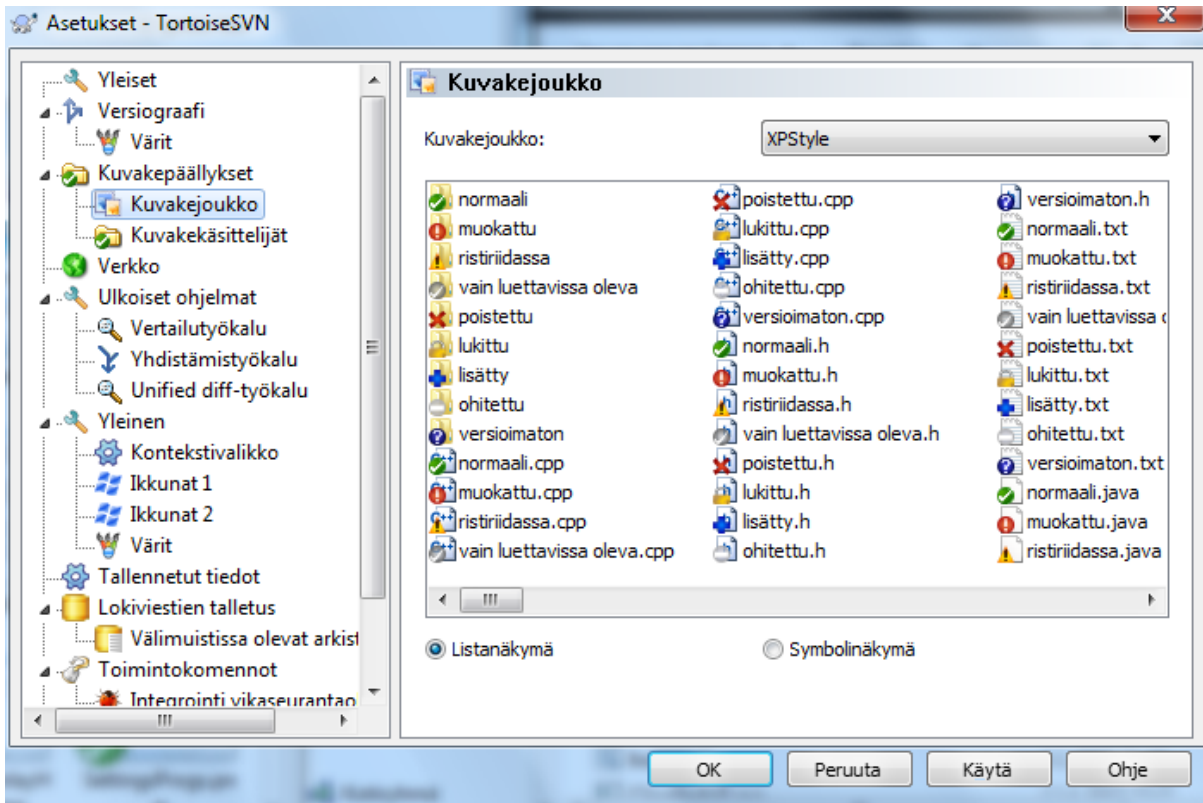 Asetukset - TortoiseSVN
Yleiset
Versiograafi
Värit
Kuvakepäällykset
Kuvakejoukko
Kuvakekäsittelijät
Verkko
Ulkoiset ohjelmat
Vertailutyökalu
Yhdistämistyökalu
Unified diff-työkalu
Yleinen
Kontekstivalikko
Ikkunat 1
Ikkunat 2
Värit
Tallennetut tiedot
Lokiviestien talletus
Välimuistissa olevat arkist
Toimintokomennot
Integrointi vikaseurantao
Kuvakejoukko
Kuvakejoukko:
XPStyle
normaali
muokattu
ristiriidassa
vain luettavissa oleva
poistettu
lukittu
lisätty
ohitettu
versioimaton
normaali.cpp
muokattu.cpp
ristiriidassa.cpp
vain luettavissa oleva.cpp
poistettu.cpp
lukittu.cpp
lisätty.cpp
ohitettu.cpp
versioimaton.cpp
normaali.h
muokattu.h
ristiriidassa.h
vain luettavissa oleva.h
poistettu.h
lukittu.h
lisätty.h
ohitettu.h
versioimaton.h
normaali.txt
muokattu.txt
ristiriidassa.txt
vain luettavissa o
poistettu.txt
lukittu.txt
lisätty.txt
ohitettu.txt
versioimaton.txt
normaali.java
muokattu.java
ristiriidassa.java
Listanäkymä
Symbolinäkymä
OK
Peruuta
Käytä
Ohje